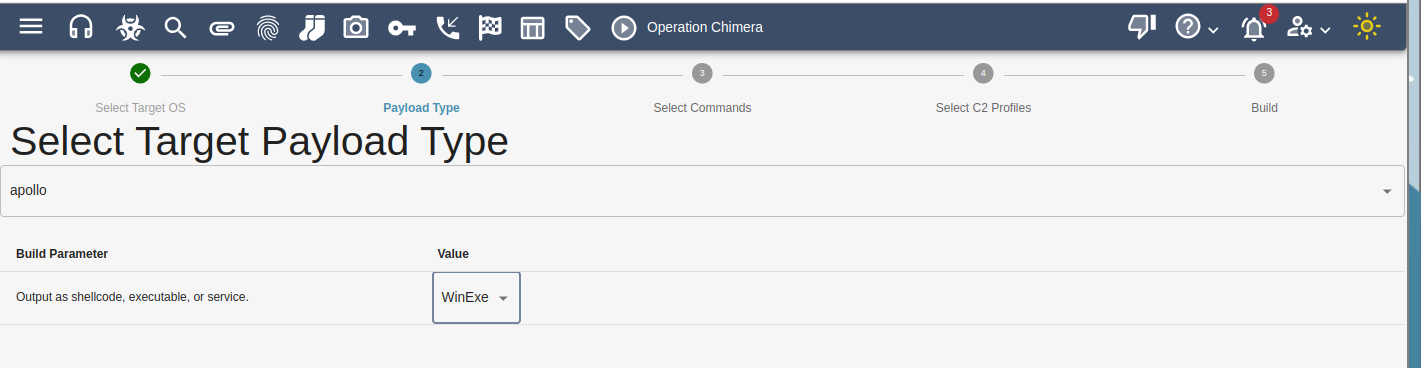 Operation Chimera
3
2
3
4
5
Select Target OS
Payload Type
Select Commands
Select C2 Profiles
Build
Select Target Payload Type
apollo
Build Parameter
Value
Output as shellcode, executable, or service.
WinExe